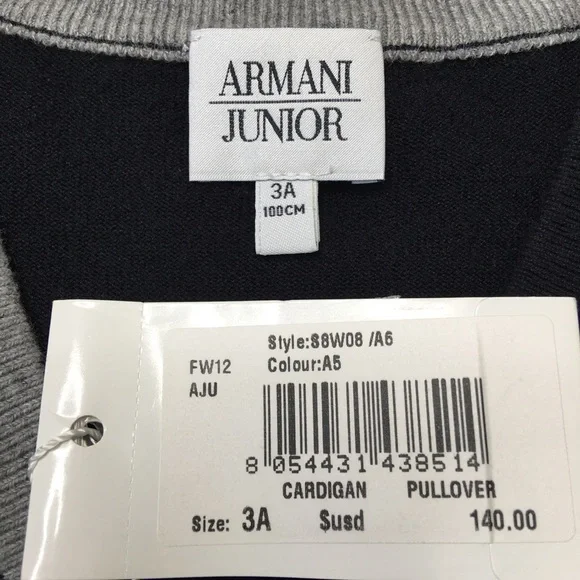 ARMANI
JUNIOR
3A
100CM
Style:S8W08 /A6
FW12 Colour:A5
AJU
8 054431 438514
CARDIGAN PULLOVER
Size: 3A $usd 140.00